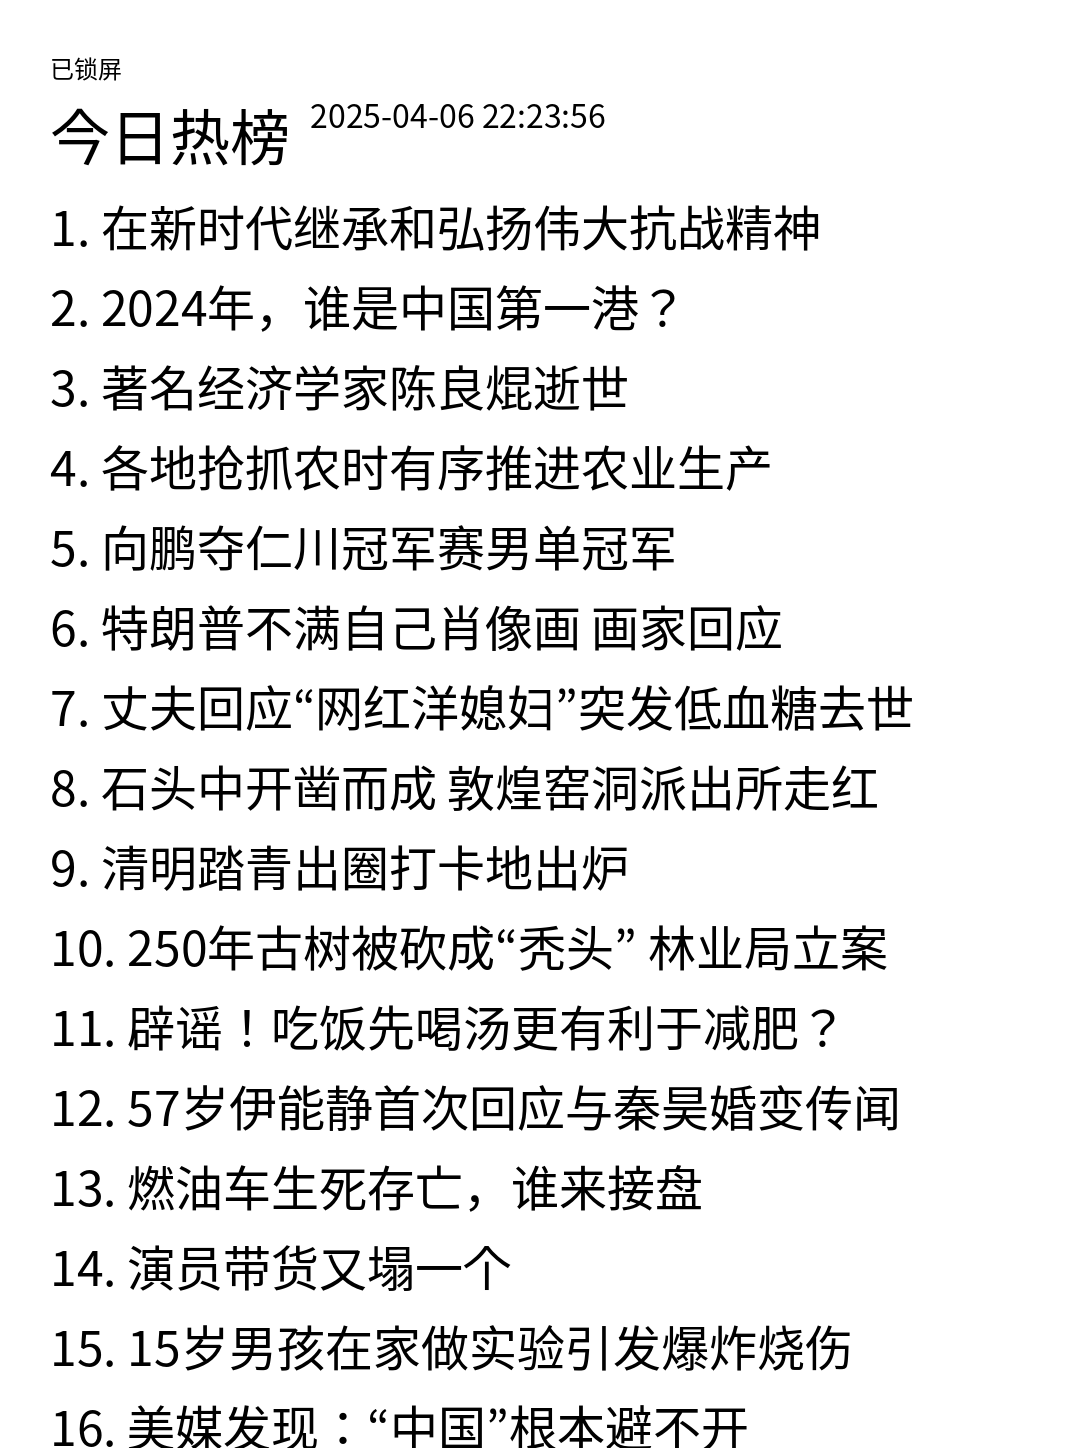 已锁屏
今日热榜 2025-04-06 22:23:56
1. 在新时代继承和弘扬伟大抗战精神
2. 2024年，谁是中国第一港？
3. 著名经济学家陈良焜逝世
4. 各地抢抓农时有序推进农业生产
5. 向鹏夺仁川冠军赛男单冠军
6. 特朗普不满自己肖像画 画家回应
7. 丈夫回应“网红洋媳妇”突发低血糖去世
8. 石头中开凿而成 敦煌窑洞派出所走红
9. 清明踏青出圈打卡地出炉
10. 250年古树被砍成“秃头” 林业局立案
11. 辟谣！吃饭先喝汤更有利于减肥？
12. 57岁伊能静首次回应与秦昊婚变传闻
13. 燃油车生死存亡，谁来接盘
14. 演员带货又塌一个
15. 15岁男孩在家做实验引发爆炸烧伤
16. 美媒发现：“中国”根本避不开